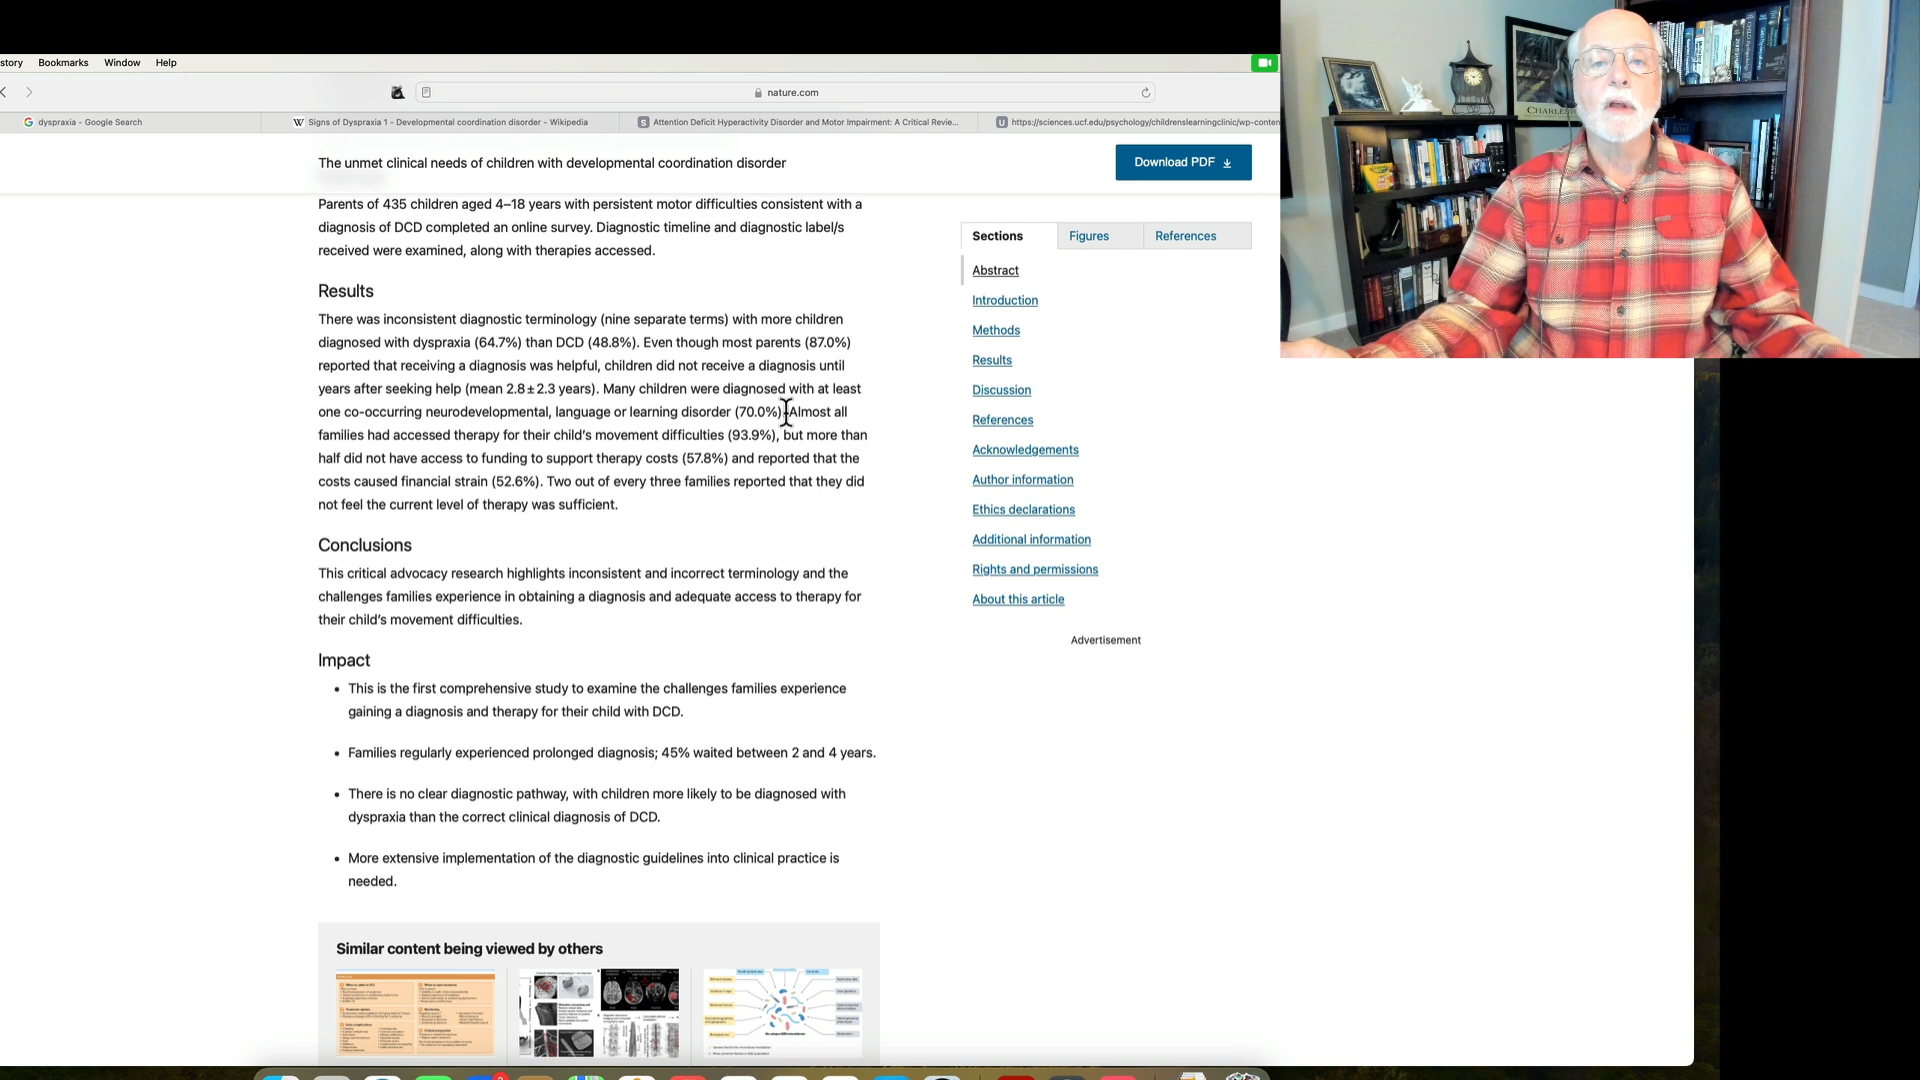 story Bookmarks Window Help
nature.com
dyspraxia - Google Search
Signs of Dyspraxia 1 - Developmental coordination disorder - Wikipedia
Attention Deficit Hyperactivity Disorder and Motor Impairment: A Critical Revie...
https://sciences.ucf.edu/psychology/childrenslearningclinic/wp-conten
The unmet clinical needs of children with developmental coordination disorder
Download PDF
Parents of 435 children aged 4–18 years with persistent motor difficulties consistent with a
diagnosis of DCD completed an online survey. Diagnostic timeline and diagnostic label/s
received were examined, along with therapies accessed.
Results
There was inconsistent diagnostic terminology (nine separate terms) with more children
diagnosed with dyspraxia (64.7%) than DCD (48.8%). Even though most parents (87.0%)
reported that receiving a diagnosis was helpful, children did not receive a diagnosis until
years after seeking help (mean 2.8 ± 2.3 years). Many children were diagnosed with at least
one co-occurring neurodevelopmental, language or learning disorder (70.0%). Almost all
families had accessed therapy for their child's movement difficulties (93.9%), but more than
half did not have access to funding to support therapy costs (57.8%) and reported that the
costs caused financial strain (52.6%). Two out of every three families reported that they did
not feel the current level of therapy was sufficient.
Conclusions
This critical advocacy research highlights inconsistent and incorrect terminology and the
challenges families experience in obtaining a diagnosis and adequate access to therapy for
their child's movement difficulties.
Impact
• This is the first comprehensive study to examine the challenges families experience
gaining a diagnosis and therapy for their child with DCD.
• Families regularly experienced prolonged diagnosis; 45% waited between 2 and 4 years.
• There is no clear diagnostic pathway, with children more likely to be diagnosed with
dyspraxia than the correct clinical diagnosis of DCD.
• More extensive implementation of the diagnostic guidelines into clinical practice is
needed.
Similar content being viewed by others
Sections Figures References
Abstract
Introduction
Methods
Results
Discussion
References
Acknowledgements
Author information
Ethics declarations
Additional information
Rights and permissions
About this article
Advertisement
CHARLES